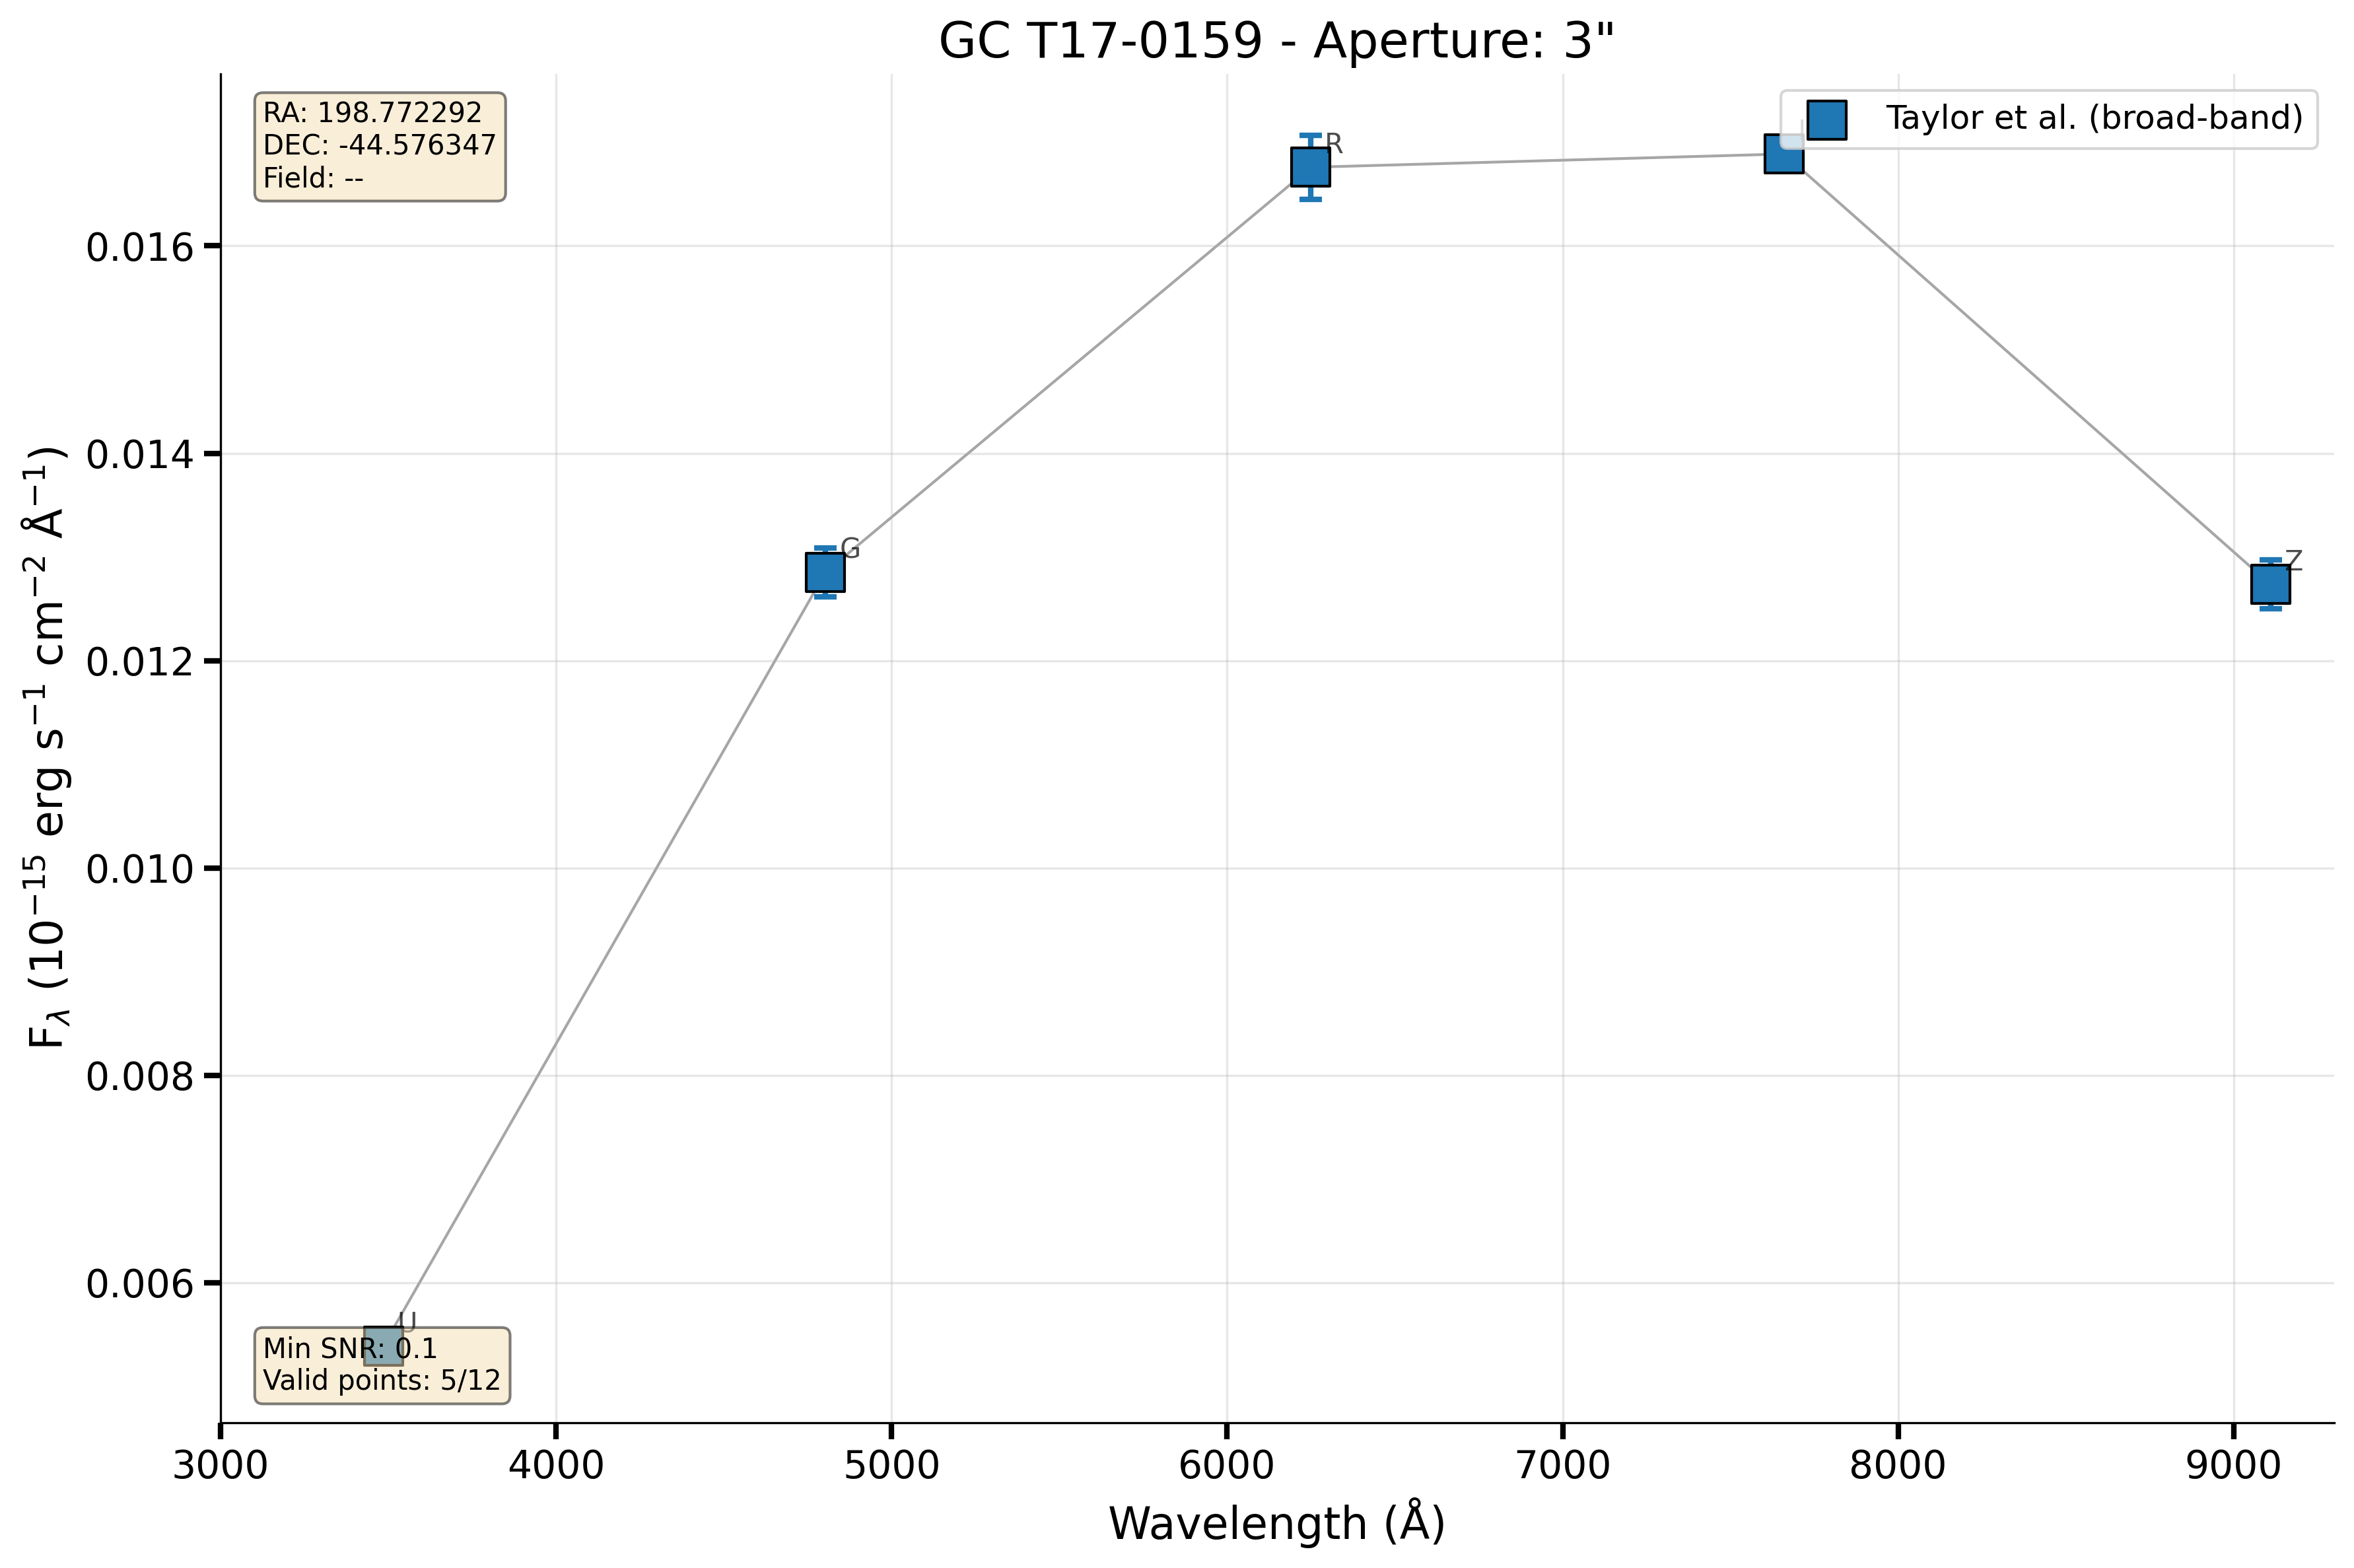 GC T17-0159 - Aperture: 3"
RA: 198.772292
DEC: -44.576347
Field: --
Taylor et al. (broad-band)
R
G
Z
U
Min SNR: 0.1
Valid points: 5/12
0.016
0.014
0.012
0.010
0.008
0.006
F_λ (10⁻¹⁵ erg s⁻¹ cm⁻² Å⁻¹)
3000 4000 5000 6000 7000 8000 9000
Wavelength (Å)